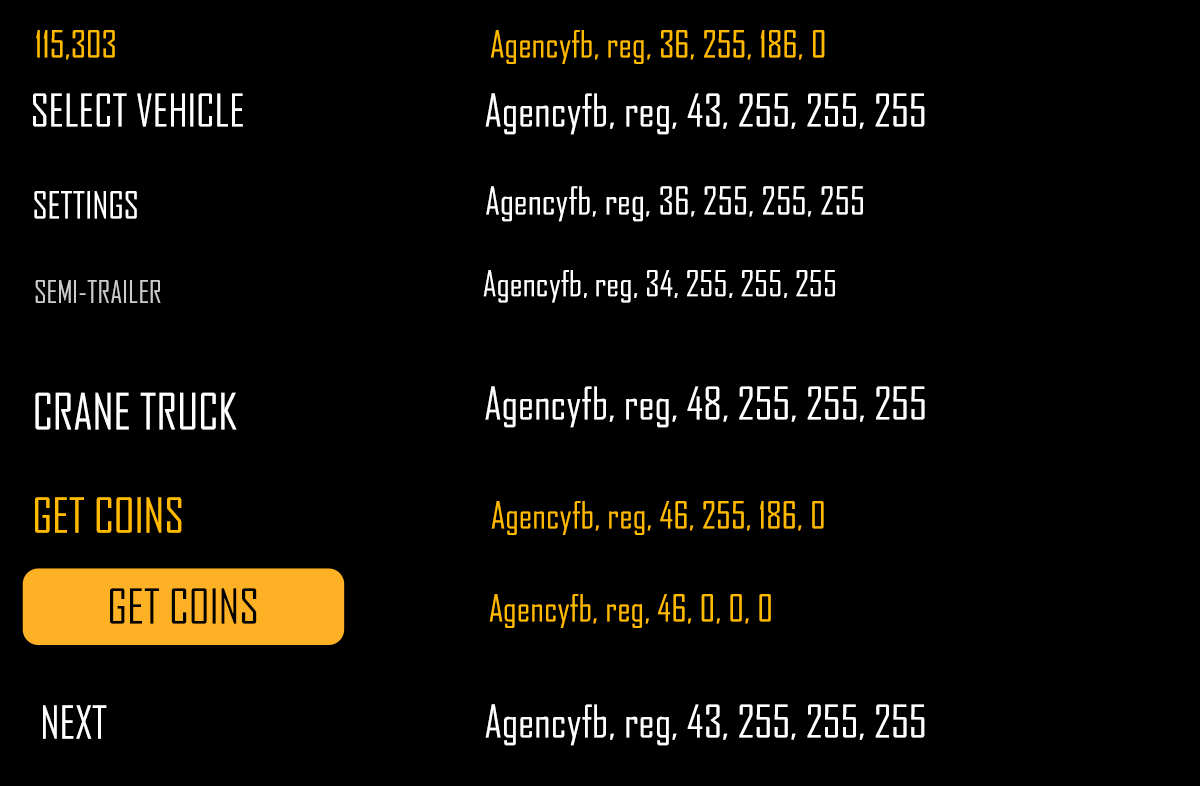 115,303 Agencyfb, reg, 36, 255, 186, 0
SELECT VEHICLE Agencyfb, reg, 43, 255, 255, 255
SETTINGS Agencyfb, reg, 36, 255, 255, 255
SEMI-TRAILER Agencyfb, reg, 34, 255, 255, 255
CRANE TRUCK Agencyfb, reg, 48, 255, 255, 255
GET COINS Agencyfb, reg, 46, 255, 186, 0
GET COINS Agencyfb, reg, 46, 0, 0, 0
NEXT Agencyfb, reg, 43, 255, 255, 255